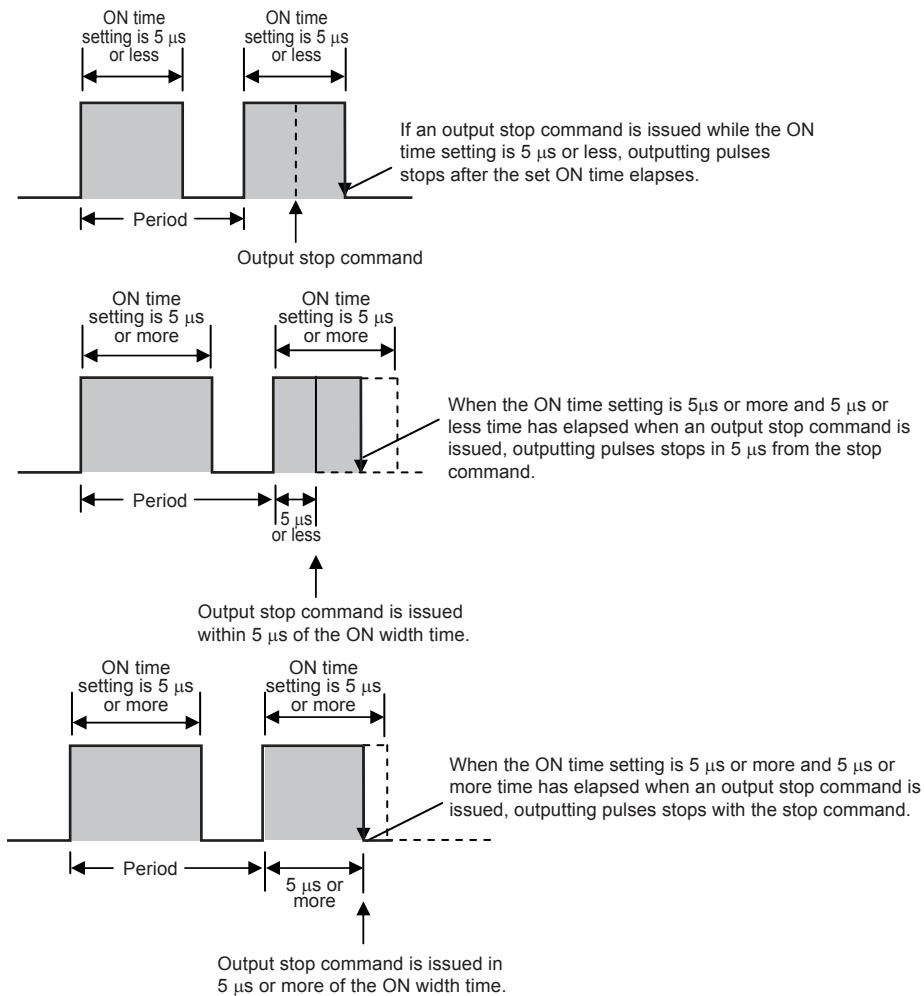 ON time
setting is 5 μs
or less
ON time
setting is 5 μs
or less
If an output stop command is issued while the ON
time setting is 5 μs or less, outputting pulses
stops after the set ON time elapses.
Period
Output stop command
ON time
setting is 5 μs
or more
ON time
setting is 5 μs
or more
When the ON time setting is 5μs or more and 5 μs or
less time has elapsed when an output stop command is
issued, outputting pulses stops in 5 μs from the stop
command.
Period
5 μs
or less
Output stop command is issued
within 5 μs of the ON width time.
ON time
setting is 5 μs
or more
ON time
setting is 5 μs
or more
When the ON time setting is 5 μs or more and 5 μs or
more time has elapsed when an output stop command is
issued, outputting pulses stops with the stop command.
Period
5 μs or
more
Output stop command is issued in
5 μs or more of the ON width time.